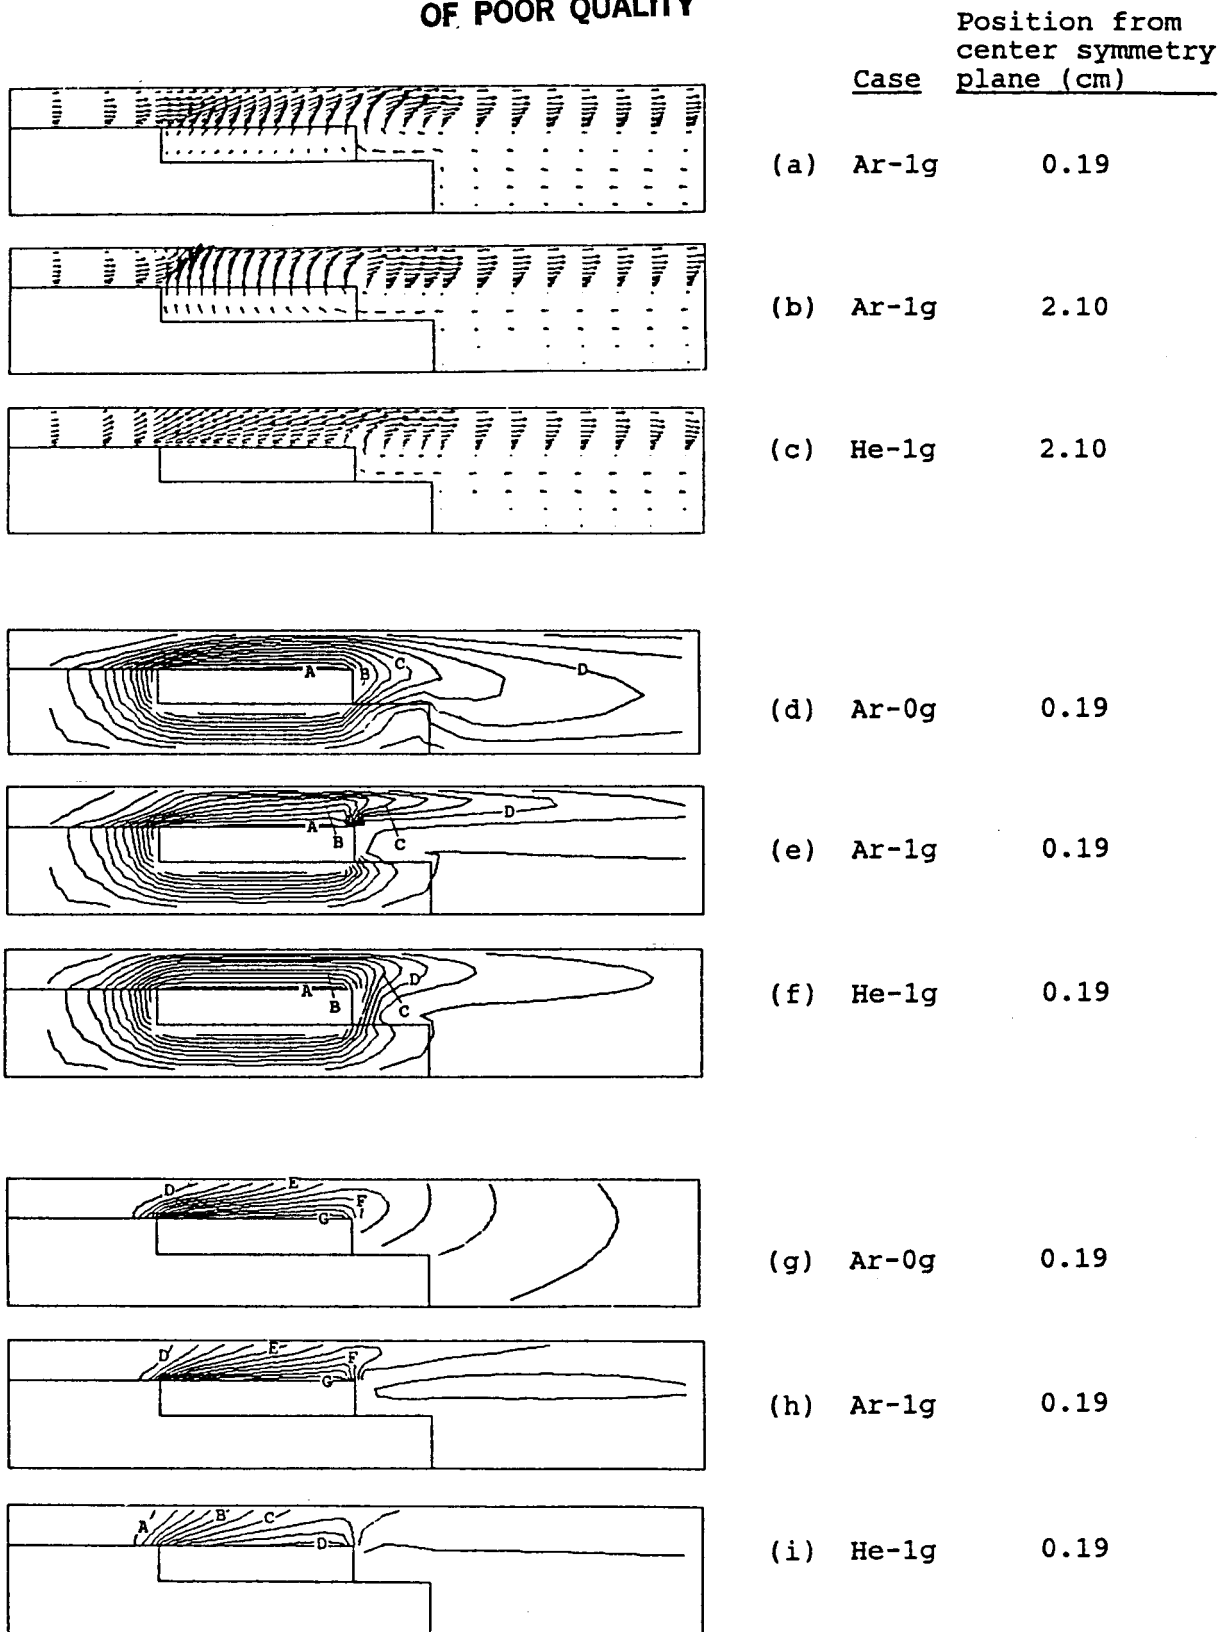 OF POOR QUALITY
Position from
center symmetry
Case plane (cm)
(a) Ar-1g 0.19
(b) Ar-1g 2.10
(c) He-1g 2.10
A B C D
(d) Ar-0g 0.19
A B C D
(e) Ar-1g 0.19
A B C D
(f) He-1g 0.19
D E F G
(g) Ar-0g 0.19
D E F G
(h) Ar-1g 0.19
A B C D
(i) He-1g 0.19